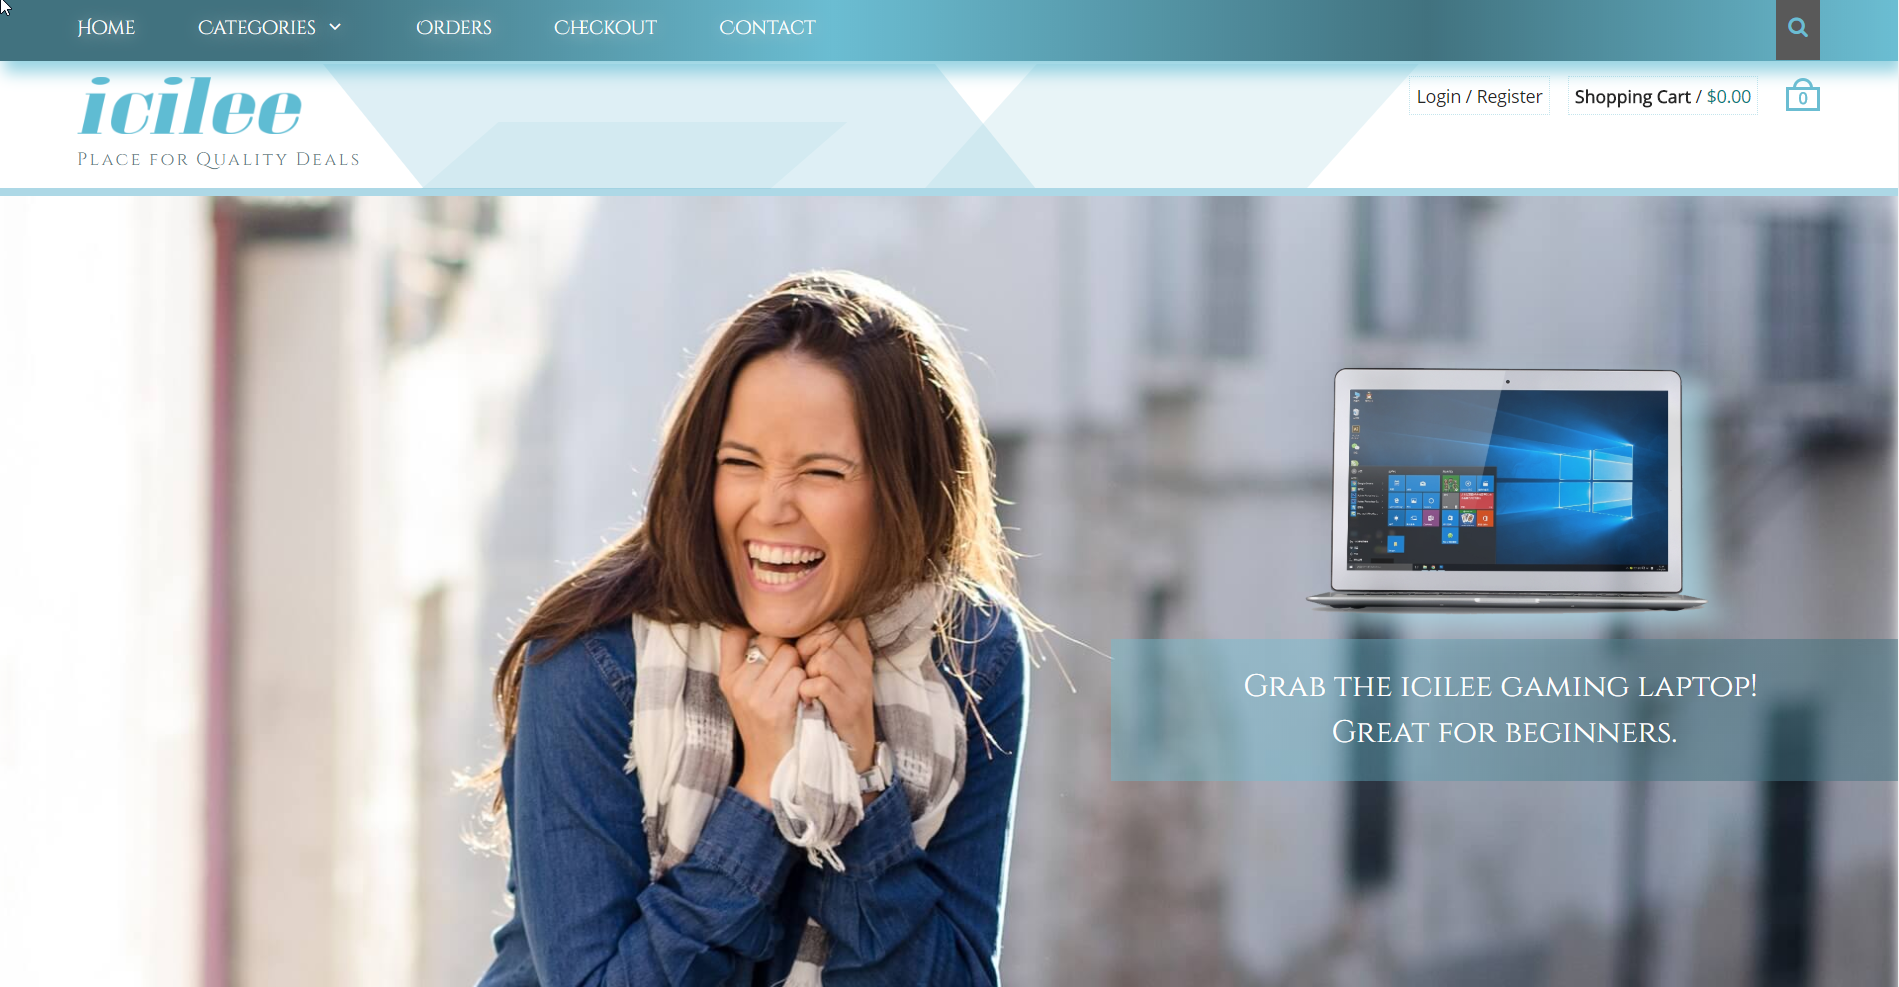 Home Categories Orders Checkout Contact
icilee
Place for Quality Deals
Login / Register Shopping Cart / $0.00 0
Grab the icilee gaming laptop!
Great for beginners.